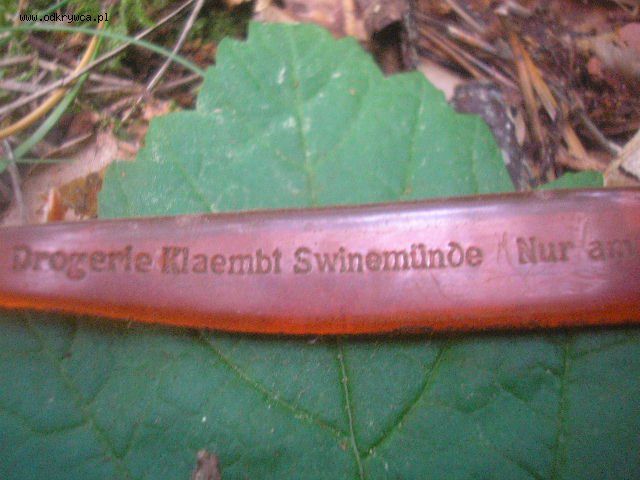 www.odkrywca.pl
Drogerie Klaembt Swinemünde Nur